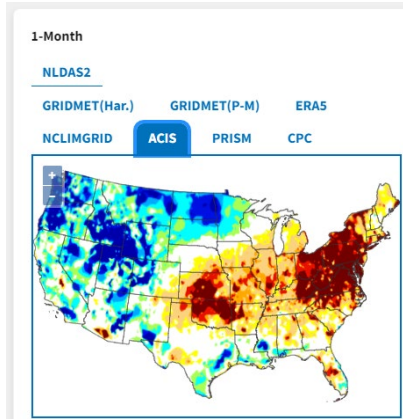 1-Month
NLDAS2
GRIDMET(Har.) GRIDMET(P-M) ERA5
NCLIMGRID ACIS PRISM CPC
+
−